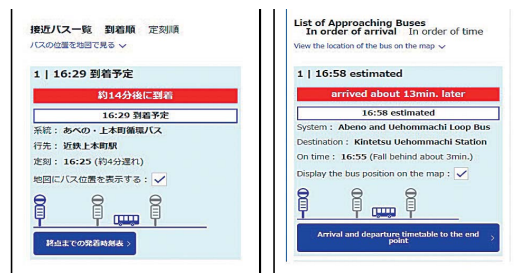 接近バス一覧 到着順 定刻順
バスの位置を地図で見る
1 | 16:29 到着予定
約14分後に到着
16:29 到着予定
系統： あべの・上本町循環バス
行先： 近鉄上本町駅
定刻： 16:25 (約4分遅れ)
地図にバス位置を表示する：
終点までの発着時刻表 >
List of Approaching Buses
In order of arrival In order of time
View the location of the bus on the map
1 | 16:58 estimated
arrived about 13min. later
16:58 estimated
System : Abeno and Uehommachi Loop Bus
Destination : Kintetsu Uehommachi Station
On time : 16:55 (Fall behind about 3min.)
Display the bus position on the map :
Arrival and departure timetable to the end >
point